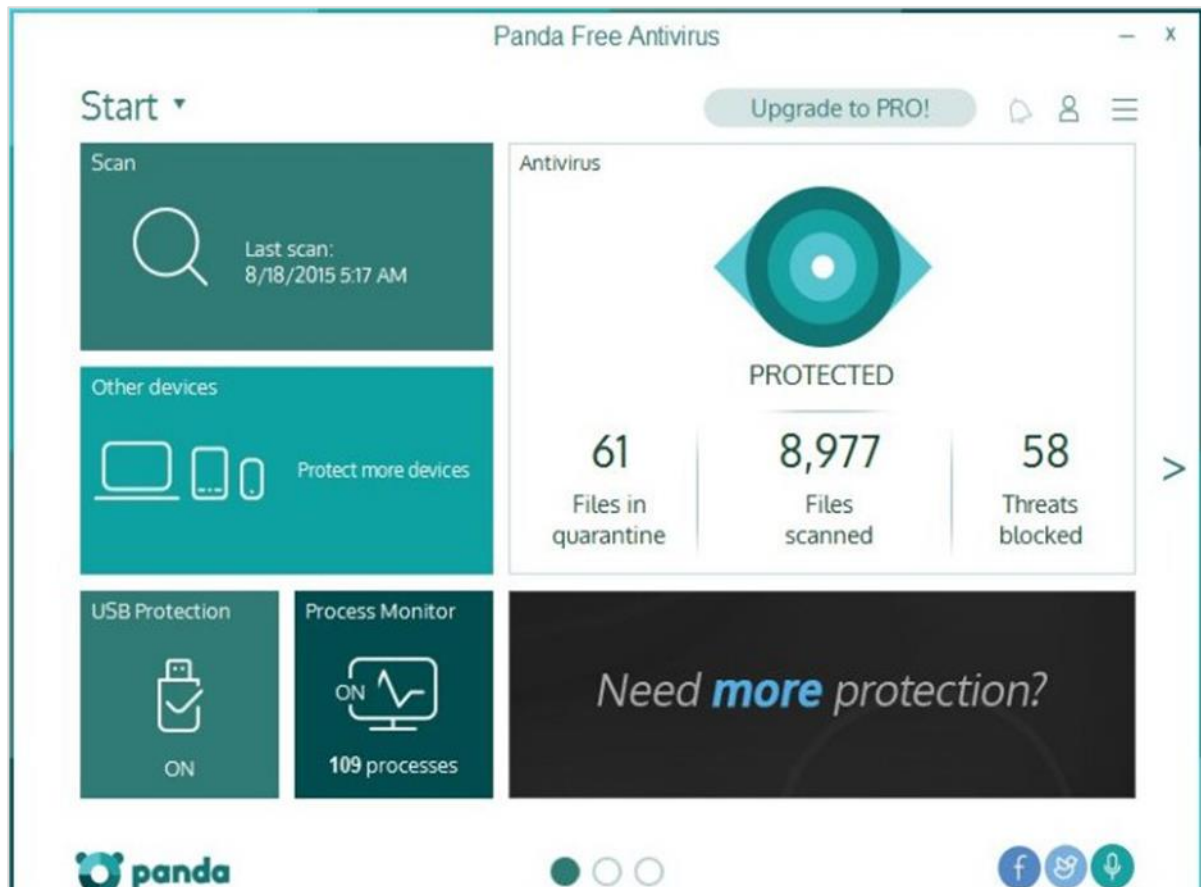 Panda Free Antivirus
Start
Upgrade to PRO!
Scan
Last scan:
8/18/2015 5:17 AM
Antivirus
PROTECTED
61
Files in
quarantine
8,977
Files
scanned
58
Threats
blocked
Other devices
Protect more devices
USB Protection
ON
Process Monitor
ON
109 processes
Need more protection?
panda